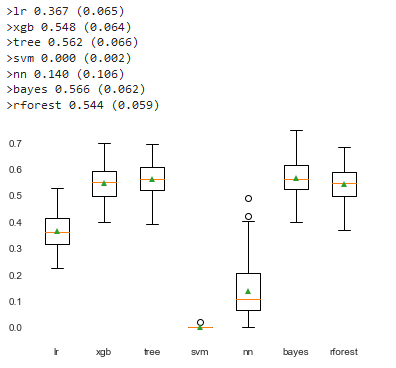 >lr 0.367 (0.065)
>xgb 0.548 (0.064)
>tree 0.562 (0.066)
>svm 0.000 (0.002)
>nn 0.140 (0.106)
>bayes 0.566 (0.062)
>rforest 0.544 (0.059)
0.7
0.6
0.5
0.4
0.3
0.2
0.1
0.0
lr xgb tree svm nn bayes rforest